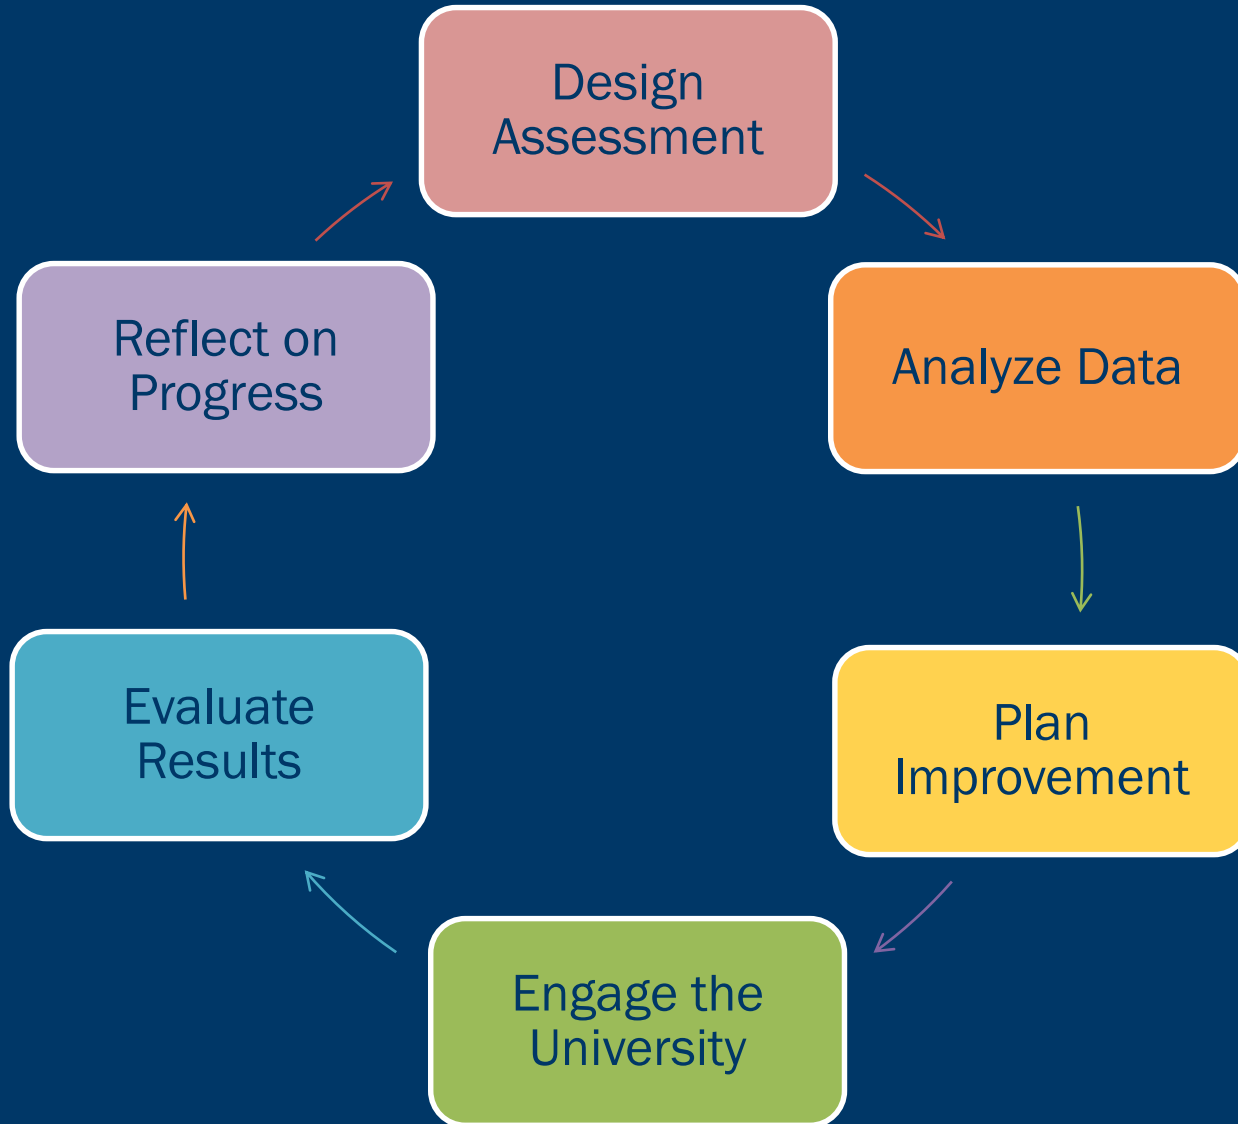 Design
Assessment
Analyze Data
Plan
Improvement
Engage the
University
Evaluate
Results
Reflect on
Progress